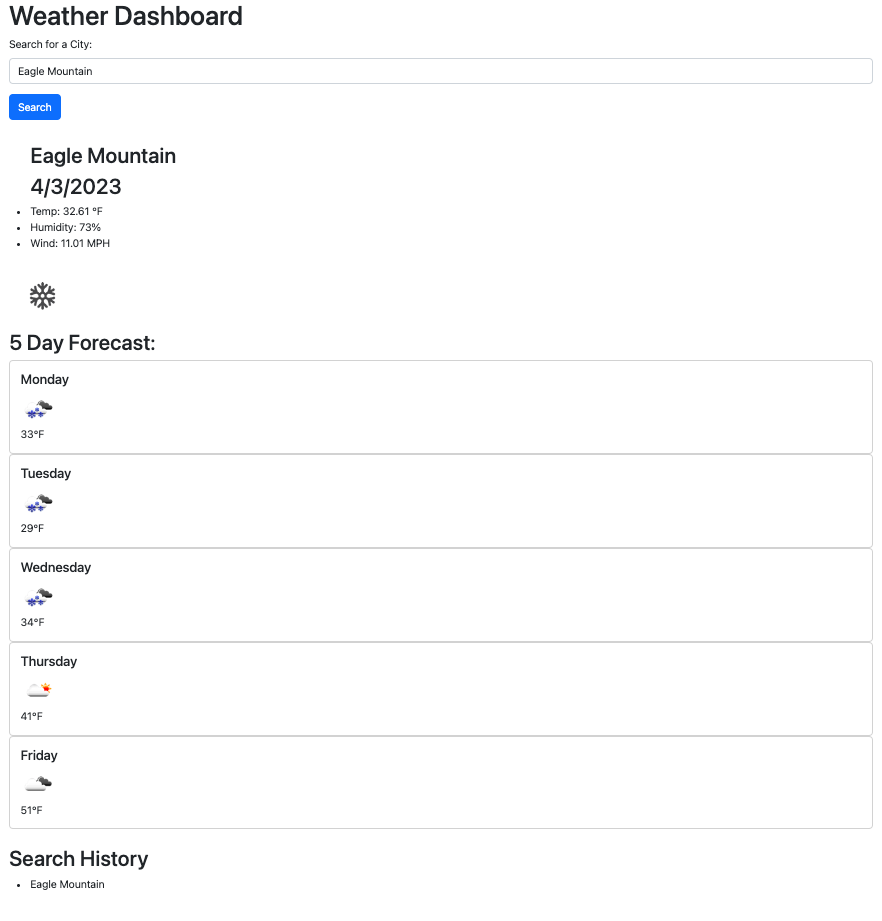 Weather Dashboard
Search for a City:
Eagle Mountain
Search
Eagle Mountain
4/3/2023
Temp: 32.61 °F
Humidity: 73%
Wind: 11.01 MPH
5 Day Forecast:
Monday
33°F
Tuesday
29°F
Wednesday
34°F
Thursday
41°F
Friday
51°F
Search History
Eagle Mountain